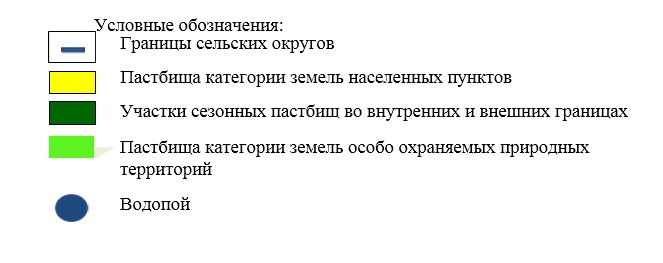 Условные обозначения:
Границы сельских округов
Пастбища категории земель населенных пунктов
Участки сезонных пастбищ во внутренних и внешних границах
Пастбища категории земель особо охраняемых природных
территорий
Водопой